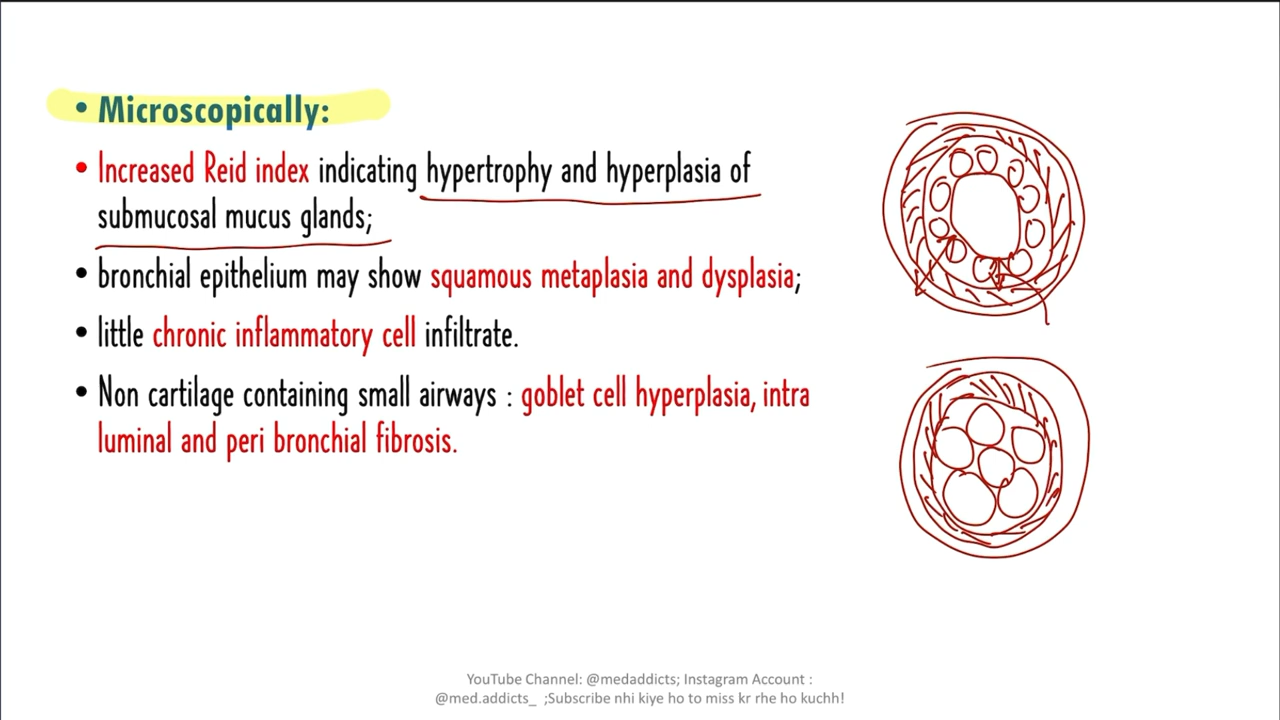 • Microscopically:
• Increased Reid index indicating hypertrophy and hyperplasia of
submucosal mucus glands;
• bronchial epithelium may show squamous metaplasia and dysplasia;
• little chronic inflammatory cell infiltrate.
• Non cartilage containing small airways : goblet cell hyperplasia, intra
luminal and peri bronchial fibrosis.
YouTube Channel: @medaddicts; Instagram Account :
@med.addicts_ ;Subscribe nhi kiye ho to miss kr rhe ho kuchh!